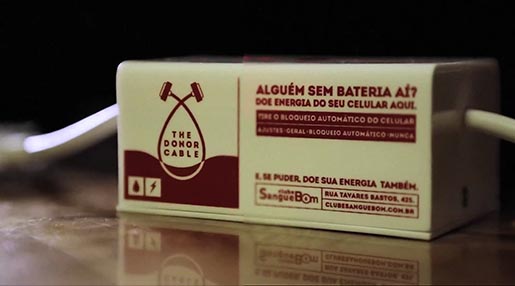 THE
DONOR
CABLE
ALGUÉM SEM BATERIA AÍ?
DOE ENERGIA DO SEU CELULAR AQUI.
TIRE O BLOQUEIO AUTOMÁTICO DO CELULAR
AJUSTES · GERAL · BLOQUEIO AUTOMÁTICO · NUNCA
E, SE PUDER, DOE SUA ENERGIA TAMBÉM.
clube
SangueBom
RUA TAVARES BASTOS, 425.
CLUBESANGUEBOM.COM.BR